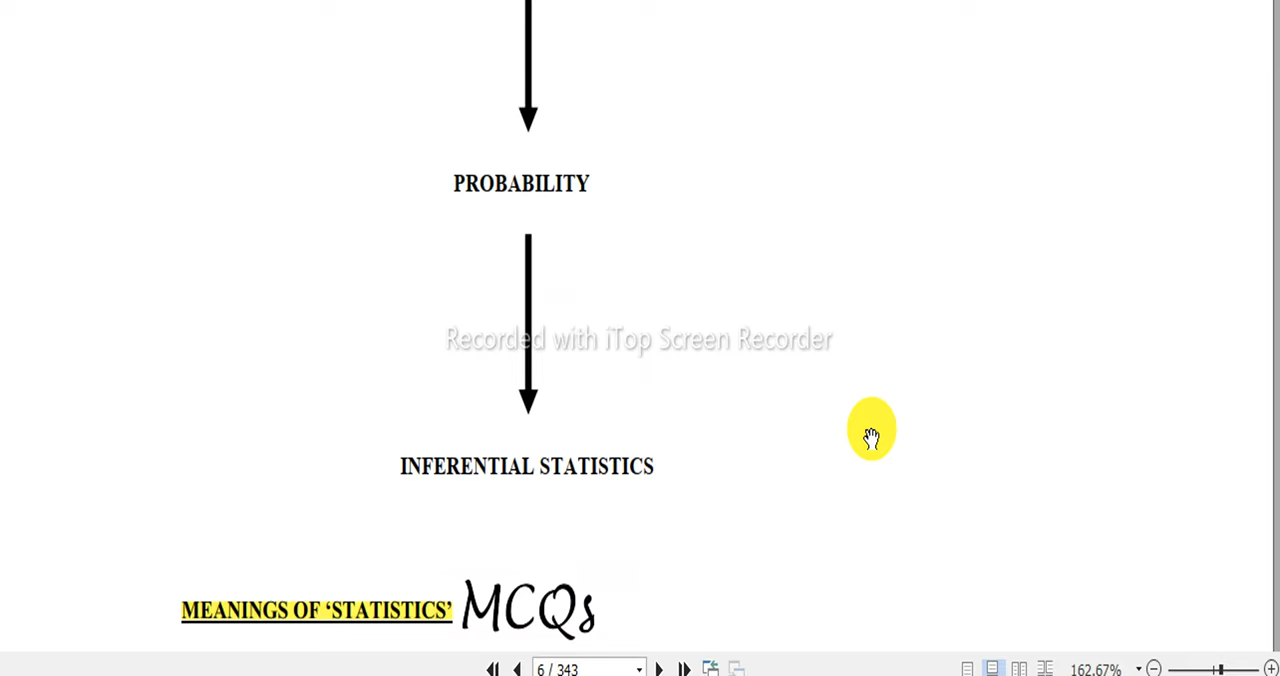 PROBABILITY
Recorded with iTop Screen Recorder
INFERENTIAL STATISTICS
MEANINGS OF ‘STATISTICS’ MCQs
6 / 343
162.67%